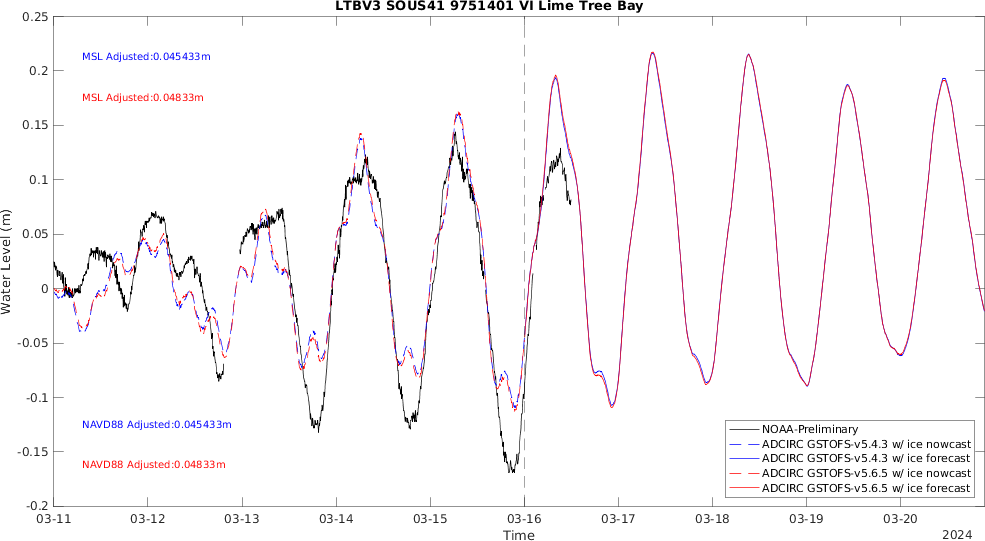 LTBV3 SOUS41 9751401 VI Lime Tree Bay
0.25
0.2
0.15
0.1
0.05
0
-0.05
-0.1
-0.15
-0.2
Water Level (m)
MSL Adjusted:0.045433m
MSL Adjusted:0.04833m
NAVD88 Adjusted:0.045433m
NAVD88 Adjusted:0.04833m
NOAA-Preliminary
ADCIRC GSTOFS-v5.4.3 w/ ice nowcast
ADCIRC GSTOFS-v5.4.3 w/ ice forecast
ADCIRC GSTOFS-v5.6.5 w/ ice nowcast
ADCIRC GSTOFS-v5.6.5 w/ ice forecast
03-11 03-12 03-13 03-14 03-15 03-16 03-17 03-18 03-19 03-20
Time
2024